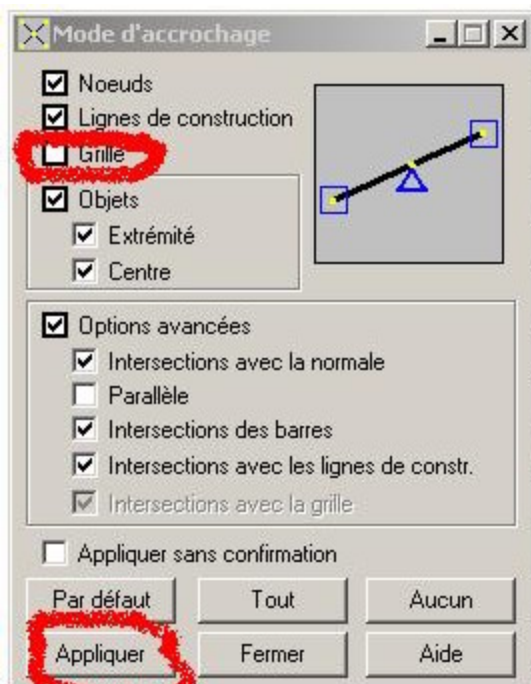 Mode d'accrochage
Noeuds
Lignes de construction
Grille
Objets
Extrémité
Centre
Options avancées
Intersections avec la normale
Parallèle
Intersections des barres
Intersections avec les lignes de constr.
Intersections avec la grille
Appliquer sans confirmation
Par défaut Tout Aucun
Appliquer Fermer Aide